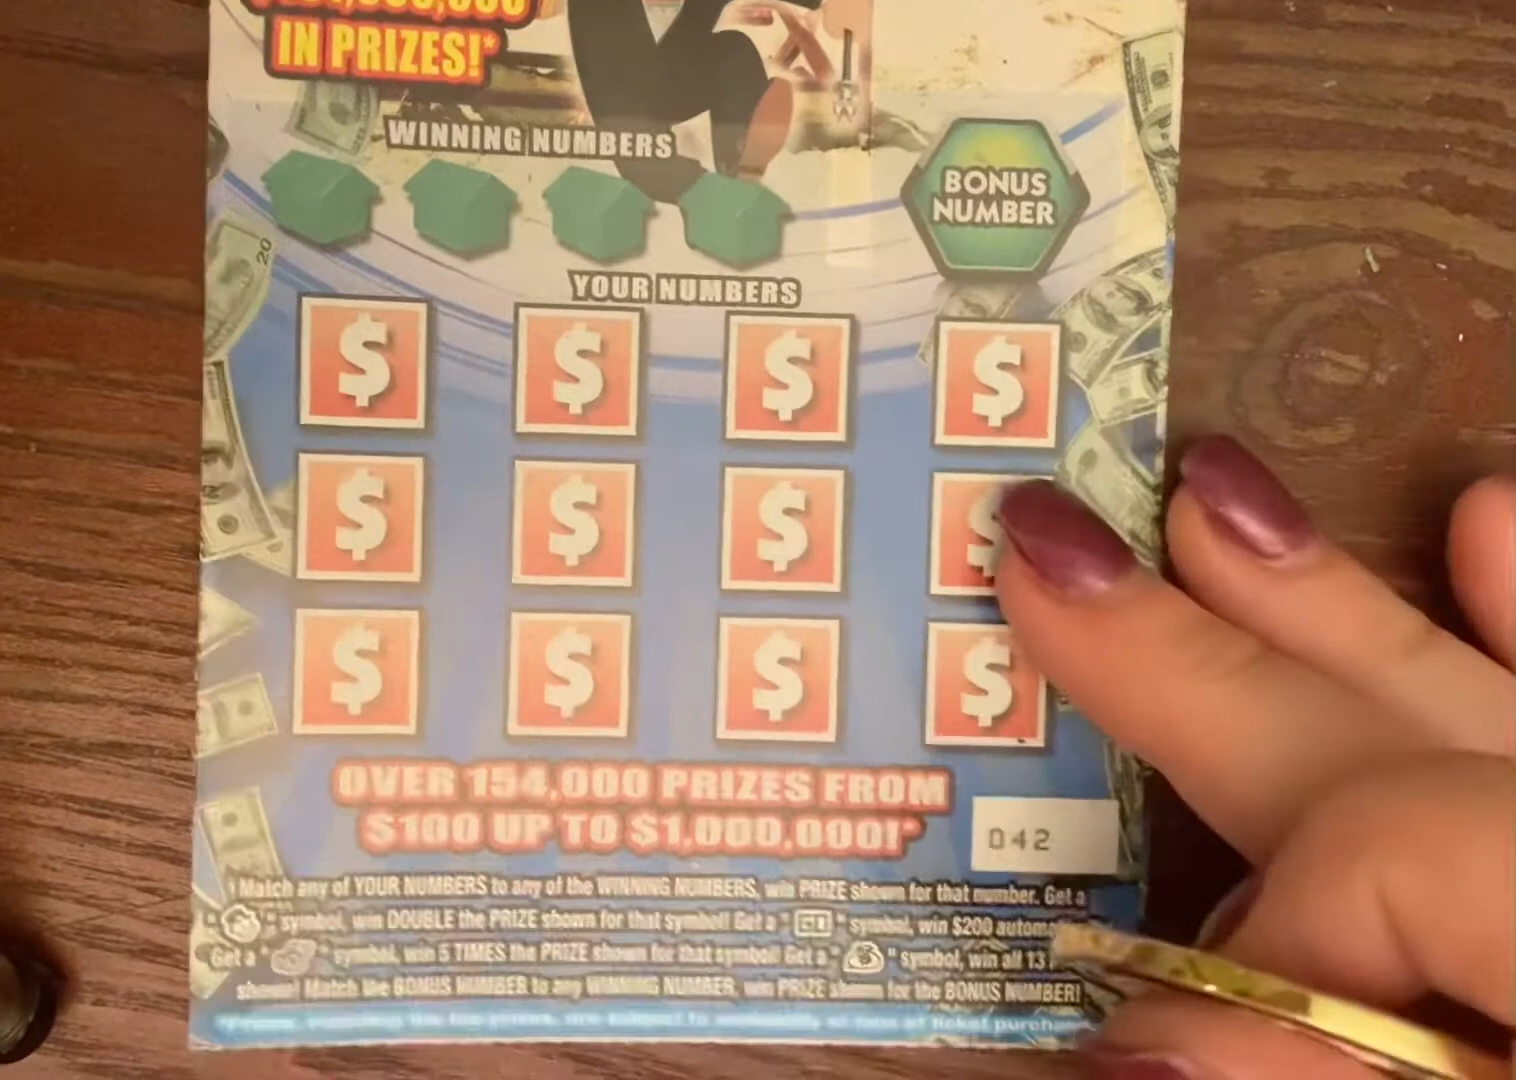 IN PRIZES!*
WINNING NUMBERS
BONUS
NUMBER
20
YOUR NUMBERS
$ $ $ $
$ $ $ $
$ $ $ $
OVER 154,000 PRIZES FROM
$100 UP TO $1,000,000!*
042
Match any of YOUR NUMBERS to any of the WINNING NUMBERS, win PRIZE shown for that number. Get a
" " symbol, win DOUBLE the PRIZE shown for that symbol! Get a " GO " symbol, win $200
Get a " " symbol, win 5 TIMES the PRIZE shown for that symbol! Get a " " symbol, win all 13
shown! Match the BONUS NUMBER to any WINNING NUMBER, win PRIZE shown for the BONUS NUMBER!
ticket purchase.